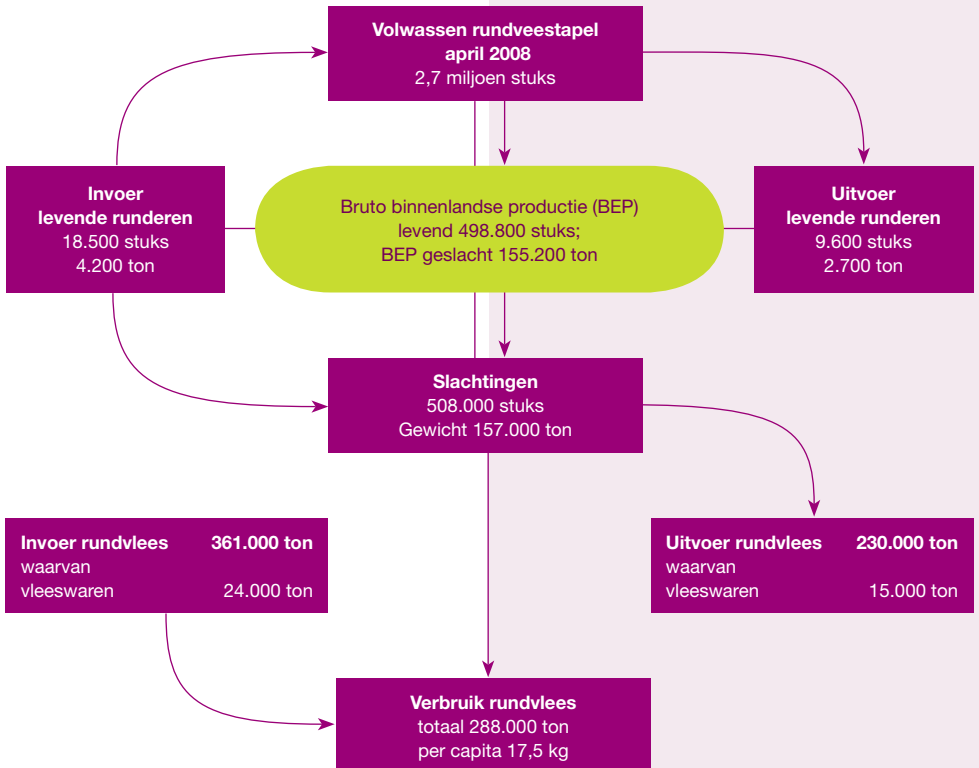 Volwassen rundveestapel
april 2008
2,7 miljoen stuks
Invoer
levende runderen
18.500 stuks
4.200 ton
Bruto binnenlandse productie (BEP)
levend 498.800 stuks;
BEP geslacht 155.200 ton
Uitvoer
levende runderen
9.600 stuks
2.700 ton
Slachtingen
508.000 stuks
Gewicht 157.000 ton
Invoer rundvlees 361.000 ton
waarvan
vleeswaren 24.000 ton
Uitvoer rundvlees 230.000 ton
waarvan
vleeswaren 15.000 ton
Verbruik rundvlees
totaal 288.000 ton
per capita 17,5 kg